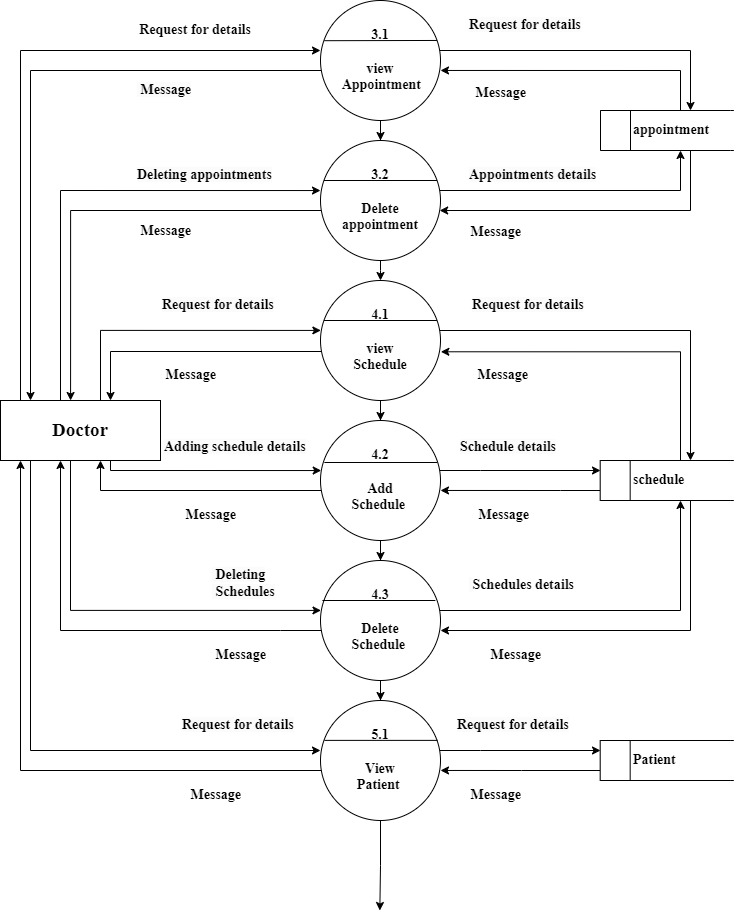 Request for details
3.1
Request for details
view
Appointment
Message
Message
appointment
Deleting appointments
3.2
Appointments details
Delete
appointment
Message
Message
Request for details
4.1
Request for details
view
Schedule
Message
Message
Doctor
Adding schedule details
4.2
Schedule details
Add
Schedule
schedule
Message
Message
Deleting
Schedules
4.3
Schedules details
Delete
Schedule
Message
Message
Request for details
5.1
Request for details
View
Patient
Patient
Message
Message